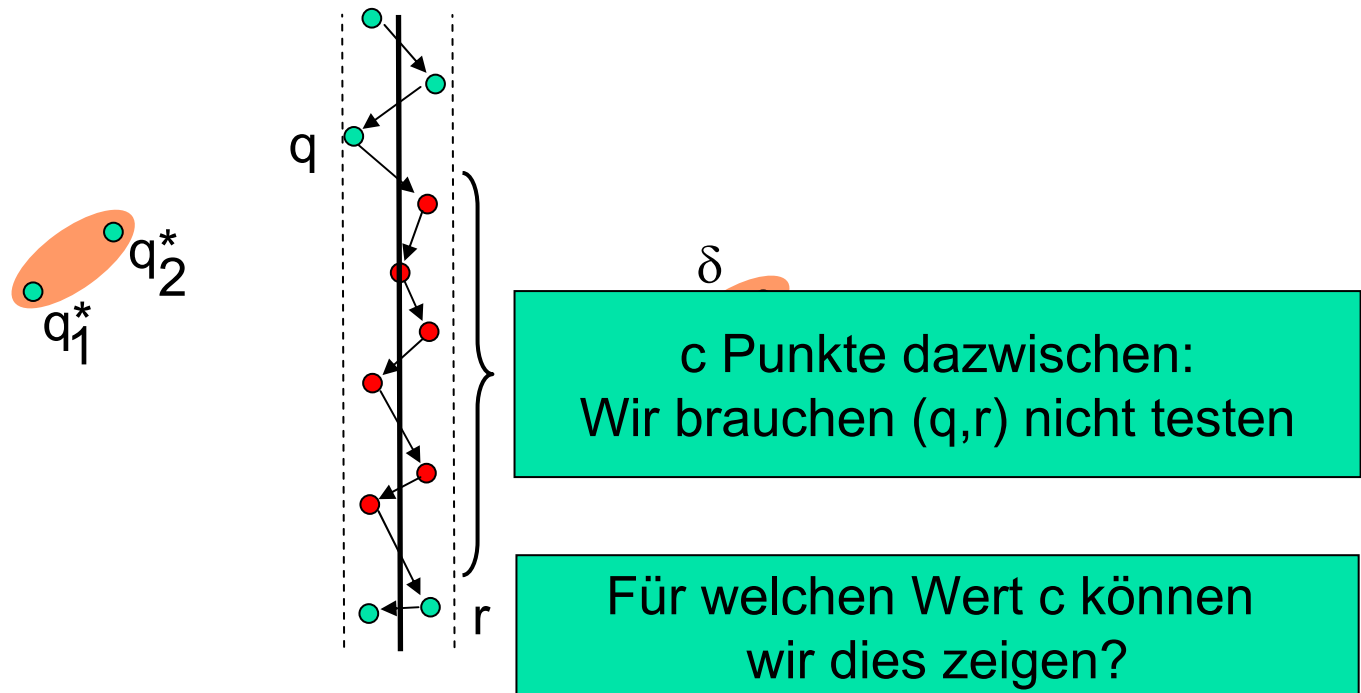 q
q*2
q*1
δ
c Punkte dazwischen:
Wir brauchen (q,r) nicht testen
r
Für welchen Wert c können
wir dies zeigen?